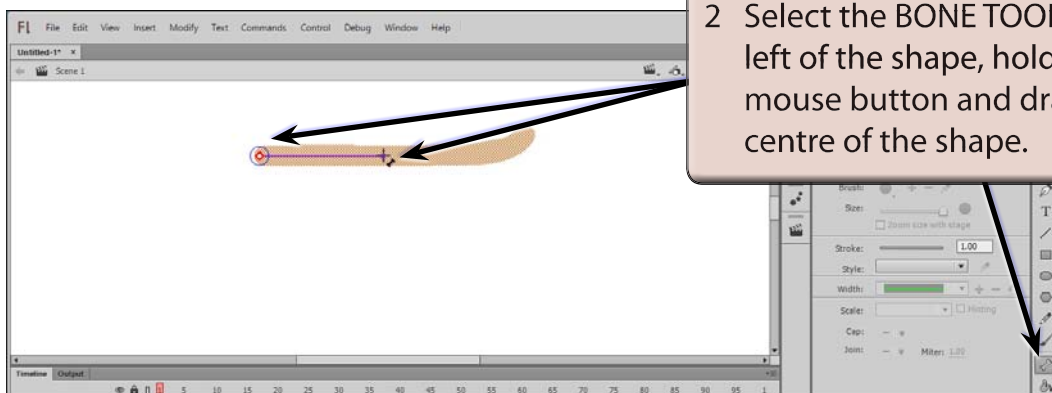 Fl File Edit View Insert Modify Text Commands Control Debug Window Help
Untitled-1* ×
Scene 1
2 Select the BONE TOOL
left of the shape, hold
mouse button and dra
centre of the shape.
Brush:
Size:
Zoom size with stage
Stroke: 1.00
Style:
Width:
Scale: Hinting
Cap:
Join: Miter: 1.00
Timeline Output
5 10 15 20 25 30 35 40 45 50 55 60 65 70 75 80 85 90 95 1